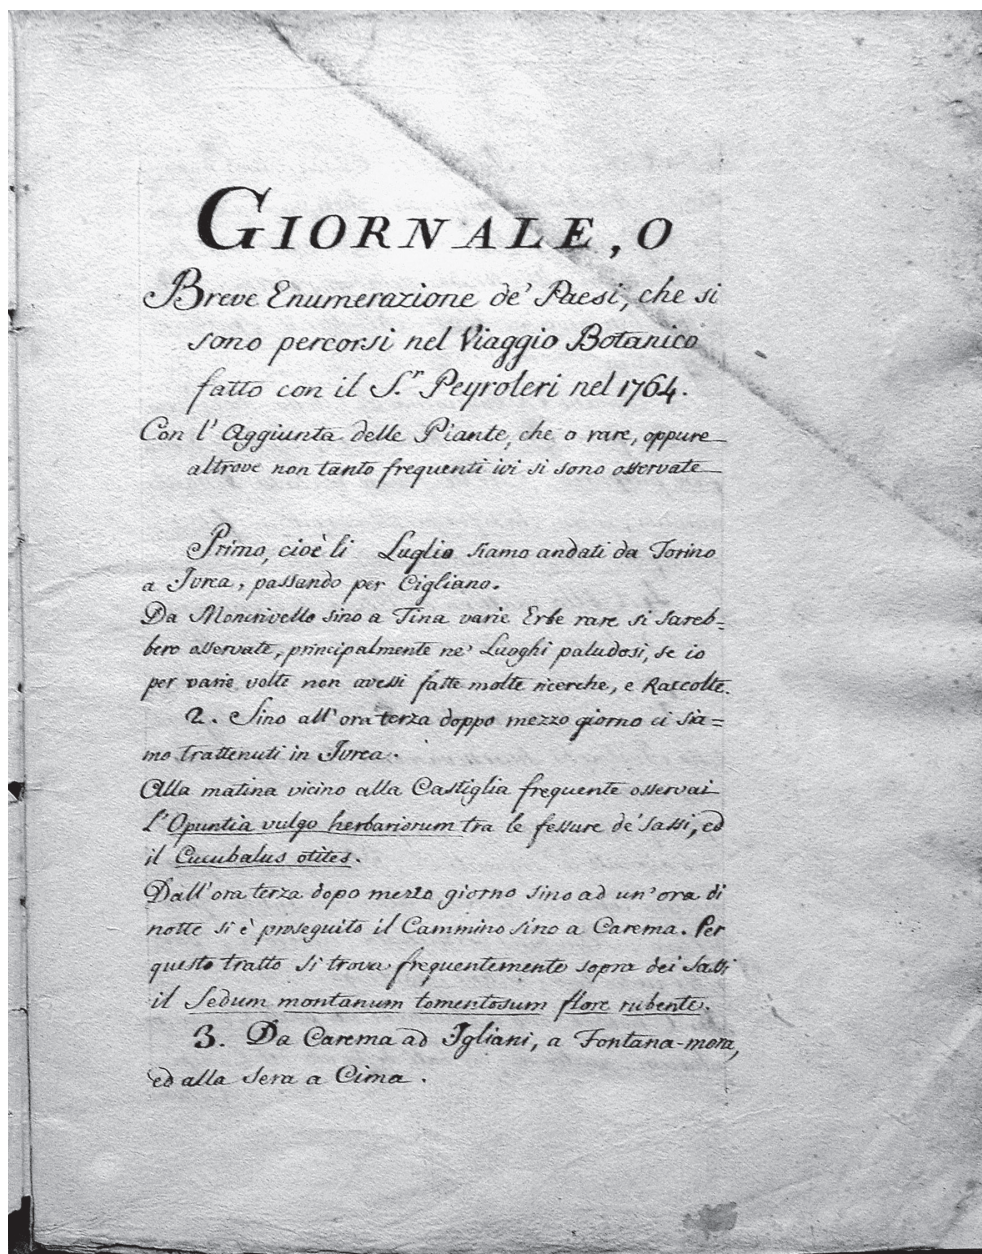 GIORNALE, O
Breve Enumerazione de' Paesi, che si
sono percorsi nel Viaggio Botanico
fatto con il S.r Peyroleri nel 1764.
Con l'Aggiunta delle Piante, che o rare, oppure
altrove non tanto frequenti ivi si sono osservate
Primo, cioè li Luglio siamo andati da Torino
a Jvrea, passando per Cigliano.
Da Moncrivello sino a Tina varie Erbe rare si sareb=
bero osservate, principalmente ne' Luoghi paludosi, se io
per varie volte non avessi fatte molte ricerche, e Raccolte.
2. Sino all'ora terza doppo mezzo giorno ci sia=
mo trattenuti in Jvrea.
Alla matina vicino alla Castiglia frequente osservai
l'Opuntia vulgo herbariorum tra le fessure de' sassi, ed
il Cucubalus otites.
Dall'ora terza dopo mezzo giorno sino ad un'ora di
notte si è proseguito il Cammino sino a Carema. Per
questo tratto si trova frequentemente sopra dei Sassi
il Sedum montanum tomentosum flore rubente.
3. Da Carema ad Jgliani, a Fontana-mora,
ed alla sera a Cima.